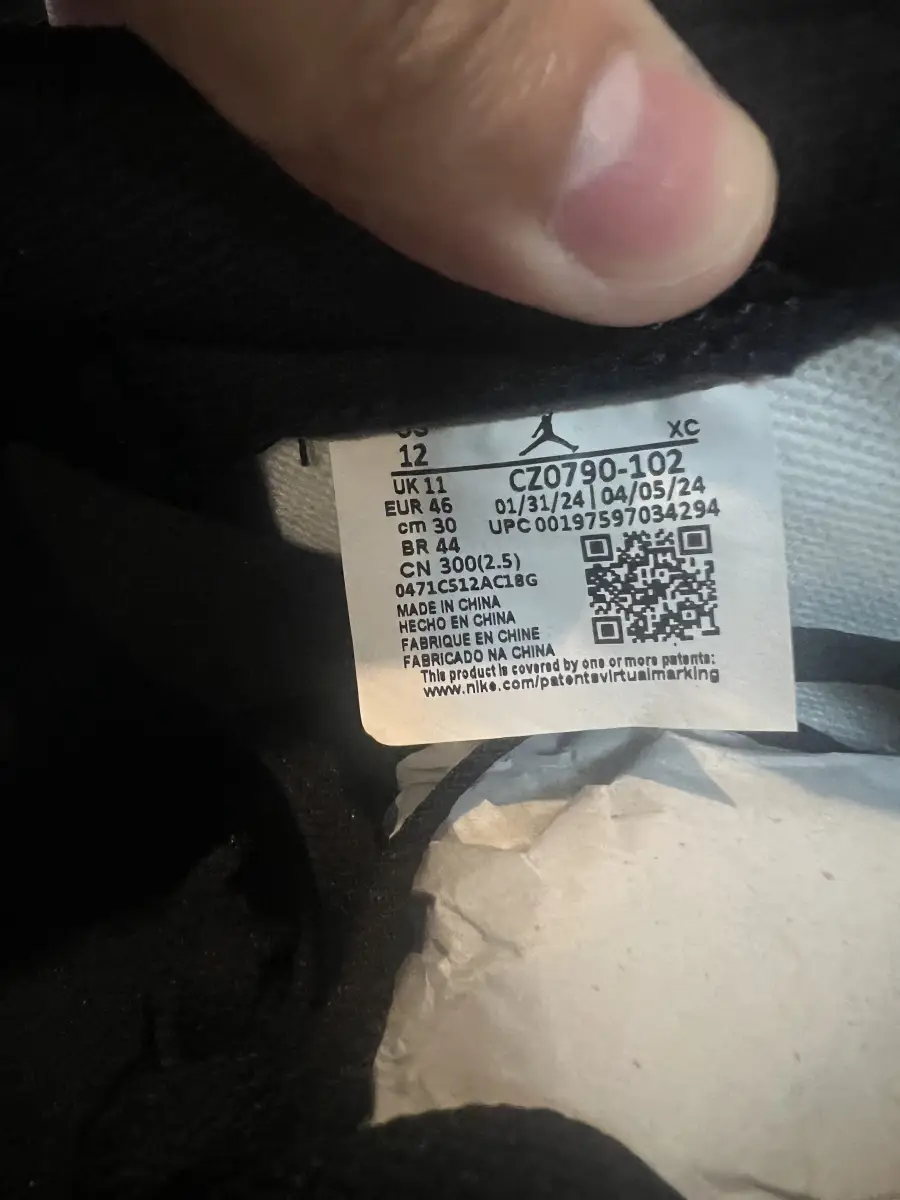 US XC
12
UK 11 CZ0790-102
EUR 46 01/31/24 | 04/05/24
cm 30 UPC 00197597034294
BR 44
CN 300(2.5)
0471CS12AC18G
MADE IN CHINA
HECHO EN CHINA
FABRIQUE EN CHINE
FABRICADO NA CHINA
This product is covered by one or more patents:
www.nike.com/patentsvirtualmarking